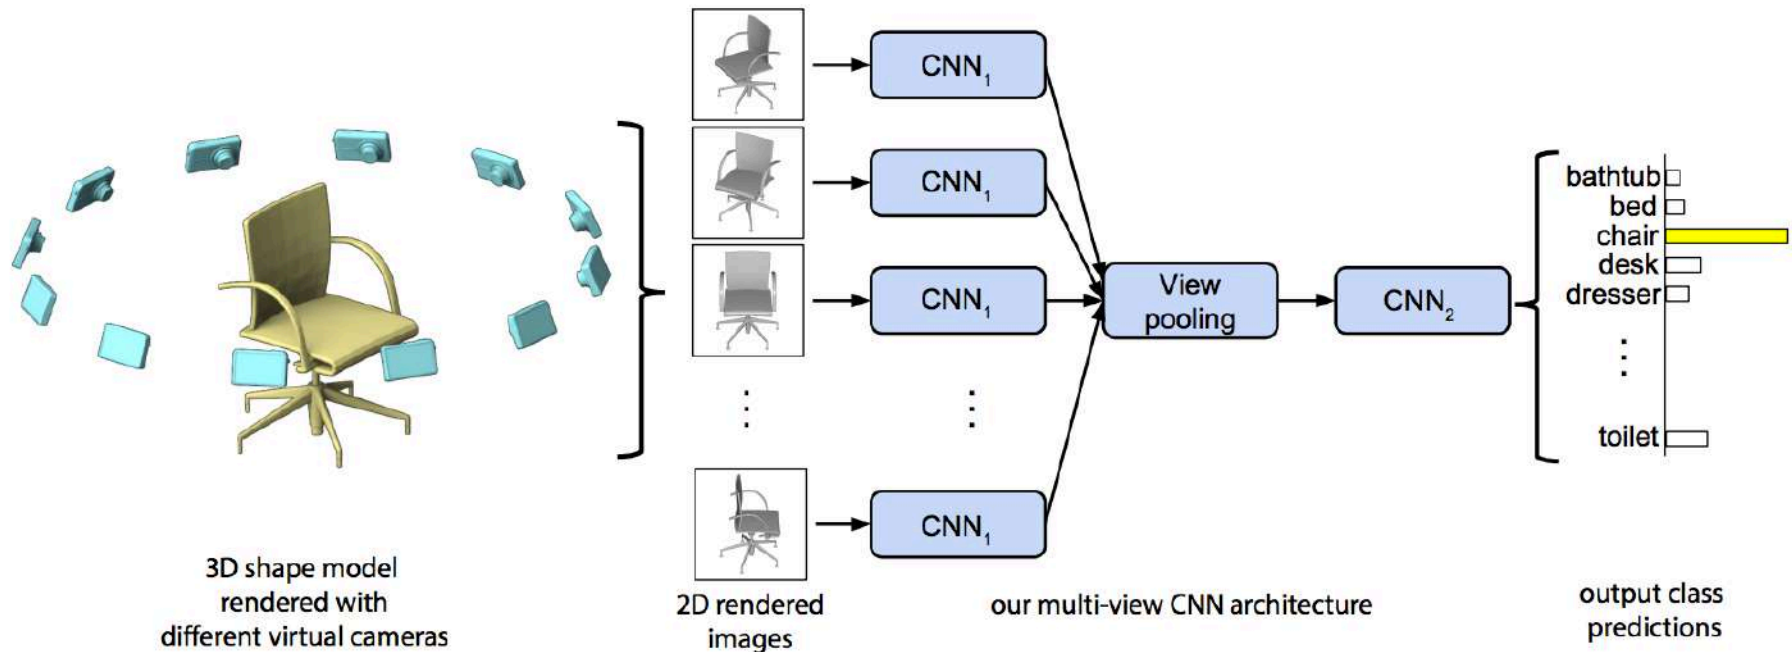 CNN₁
CNN₁
CNN₁
CNN₁
View
pooling
CNN₂
bathtub
bed
chair
desk
dresser
toilet
3D shape model
rendered with
different virtual cameras
2D rendered
images
our multi-view CNN architecture
output class
predictions